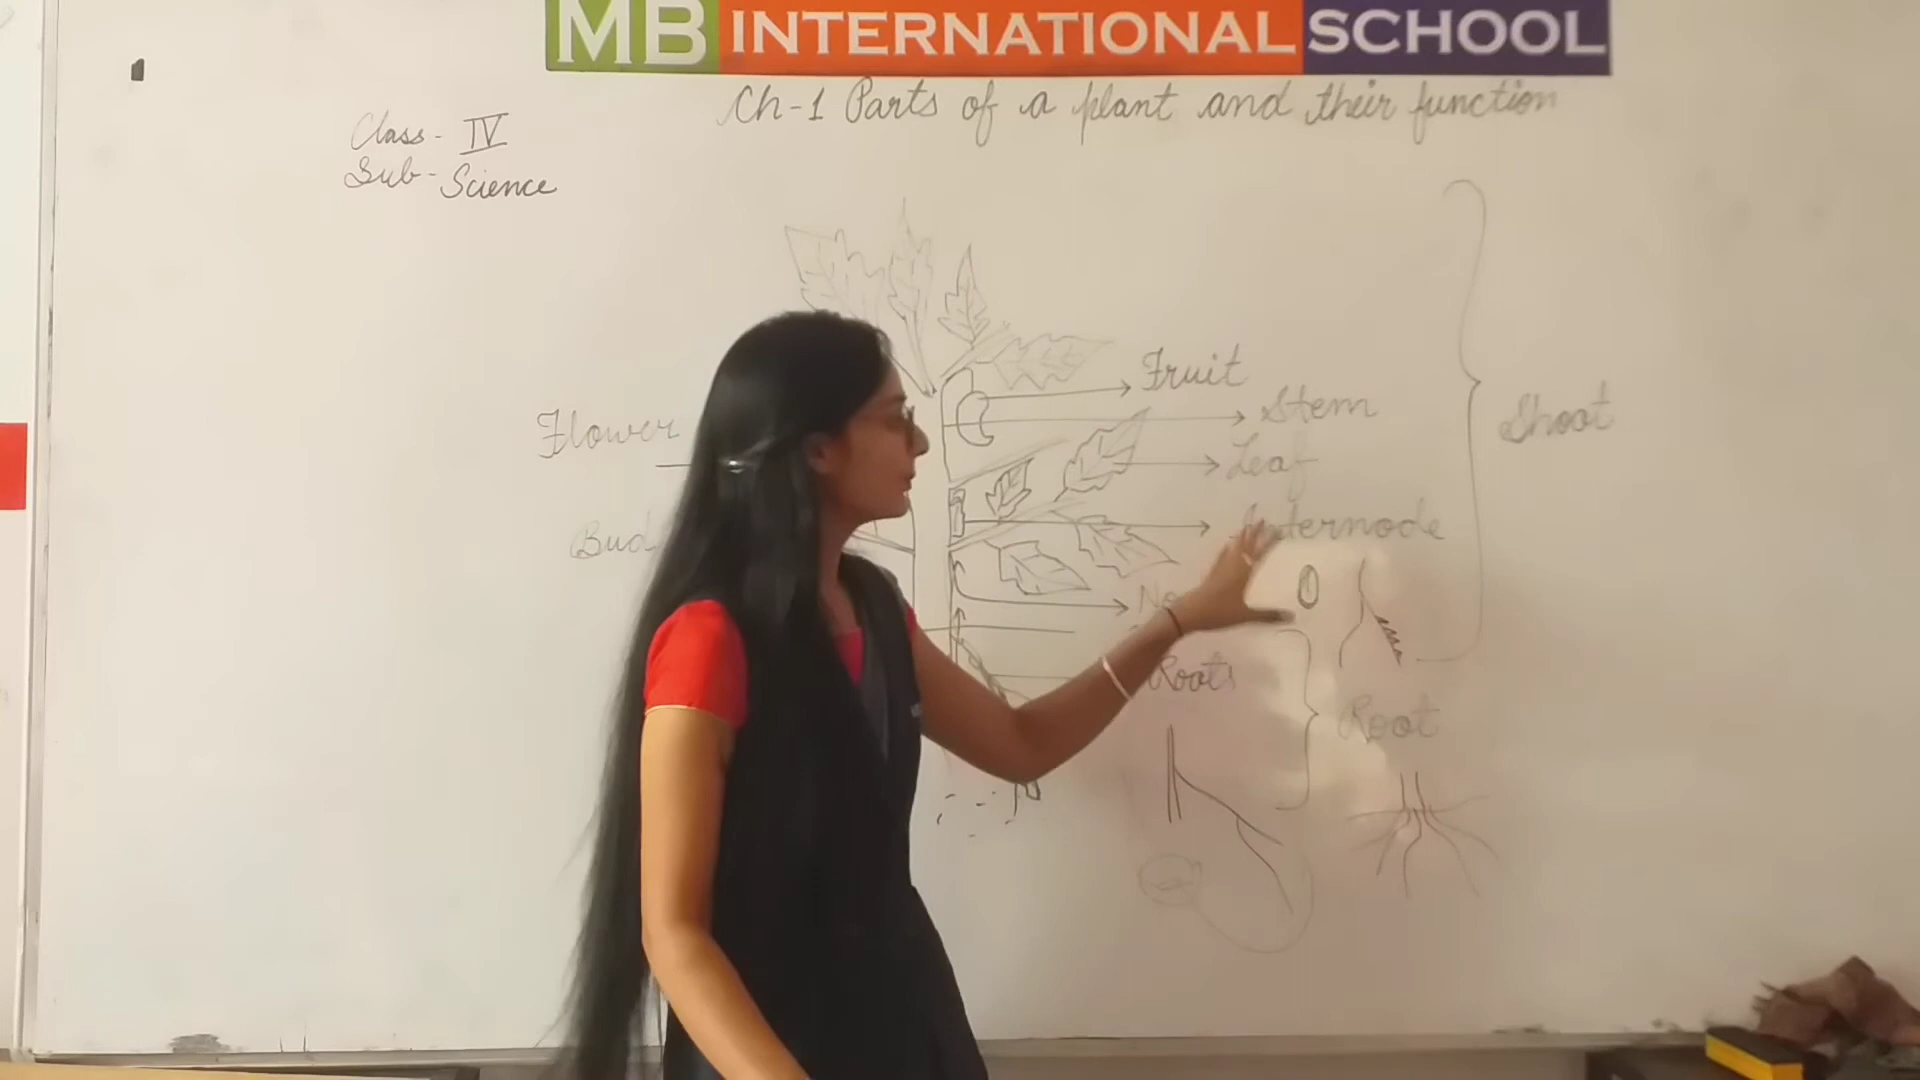 MB INTERNATIONAL SCHOOL
Ch-1 Parts of a plant and their function
Class - IV
Sub - Science
Fruit
Stem
Shoot
Flower
Leaf
Internode
Bud
Roots
Root